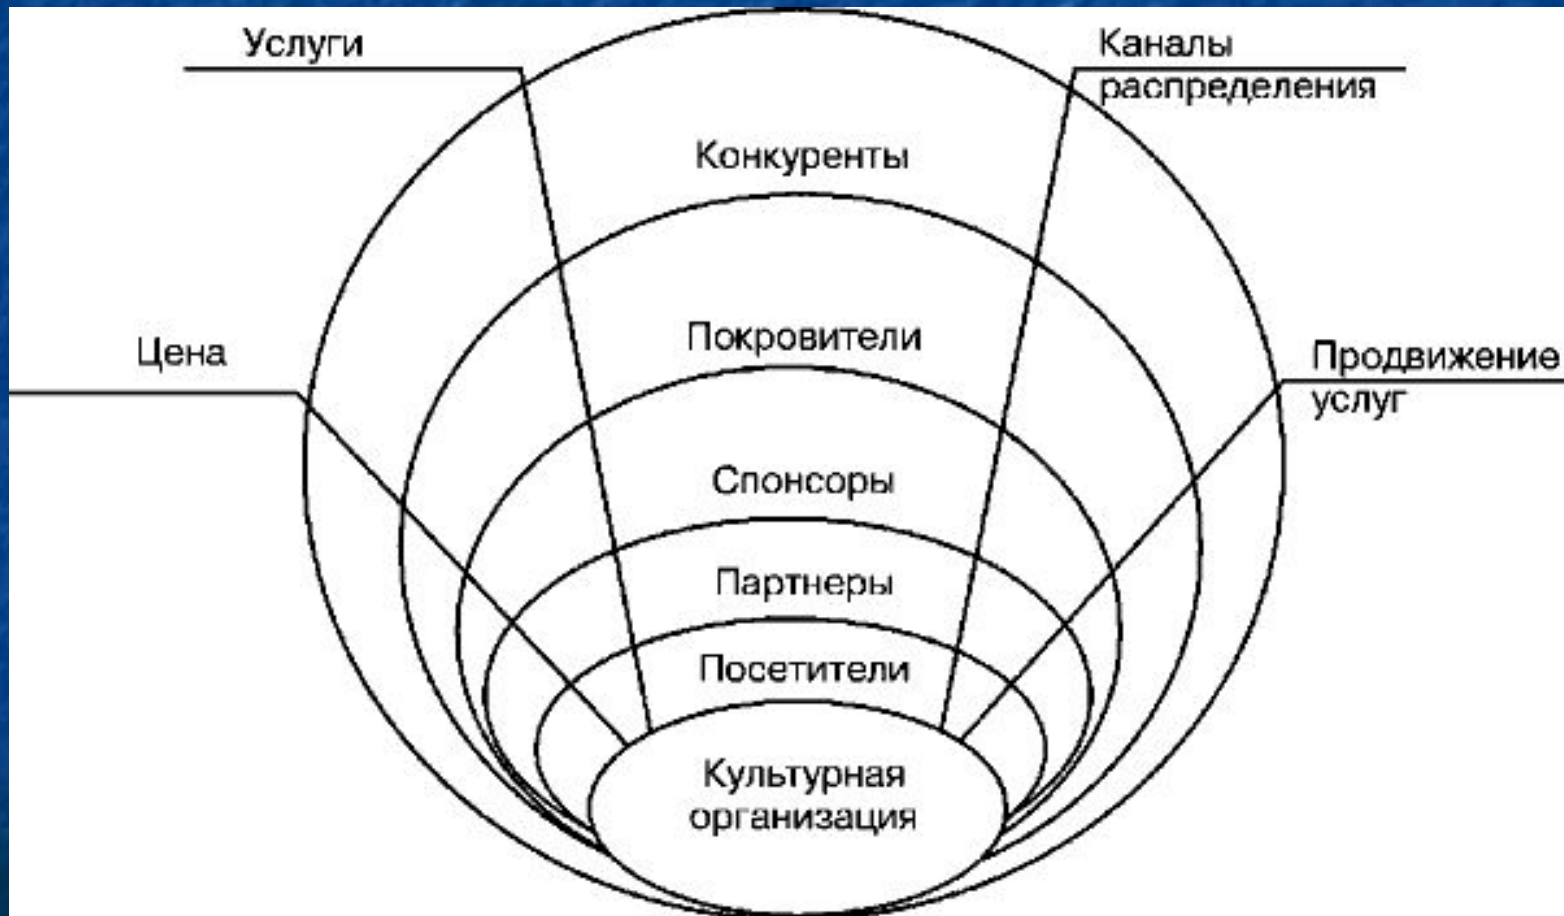 Услуги
Каналы
распределения
Конкуренты
Покровители
Цена
Продвижение
услуг
Спонсоры
Партнеры
Посетители
Культурная
организация